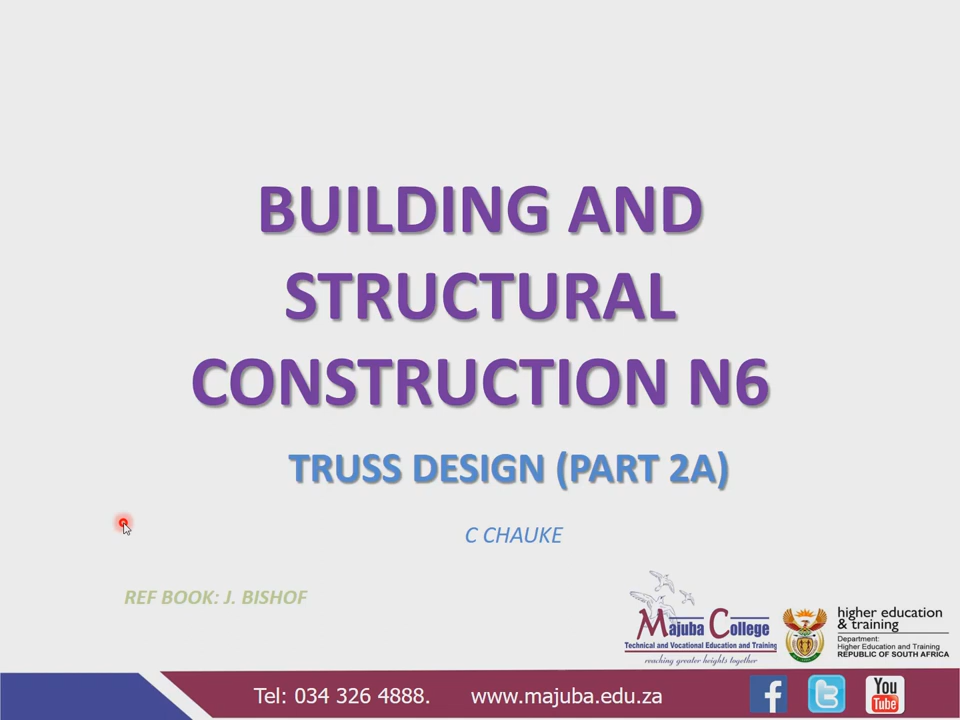 BUILDING AND
STRUCTURAL
CONSTRUCTION N6
TRUSS DESIGN (PART 2A)
C CHAUKE
REF BOOK: J. BISHOF
Majuba College
Technical and Vocational Education and Training
reaching greater heights together
higher education
& training
Department:
Higher Education and Training
REPUBLIC OF SOUTH AFRICA
Tel: 034 326 4888. www.majuba.edu.za
You
Tube